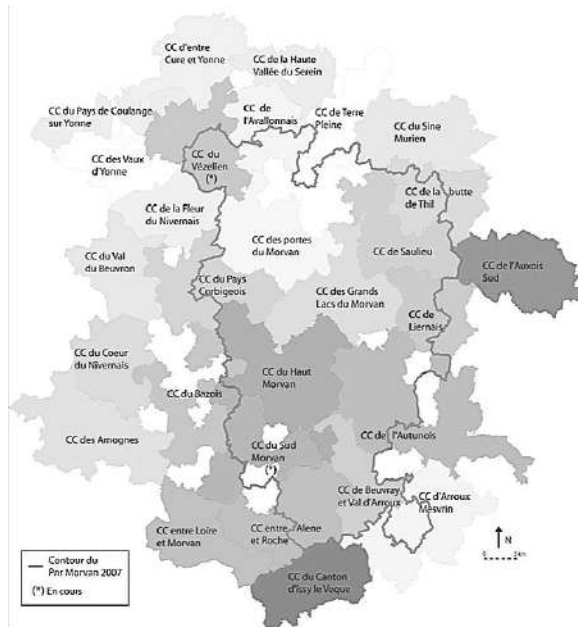 CC d'entre
Cure et Yonne
CC de la Haute
Vallée du Serein
CC du Pays de Coulange
sur Yonne
CC de
l'Avallonnais
CC de Terre
Pleine
CC du Sine
Murien
CC des Vaux
d'Yonne
CC du
Vézelien
(*)
CC de la butte
de Thil
CC de la Fleur
du Nivernais
CC des portes
du Morvan
CC de Saulieu
CC du Val
du Beuvron
CC de l'Auxois
Sud
CC du Pays
Corbigeois
CC des Grands
Lacs du Morvan
CC de
Liernais
CC du Coeur
du Nivernais
CC du Haut
Morvan
CC du Bazois
CC des Amognes
CC du Sud
Morvan
(*)
CC de l'Autunois
CC de Beuvray
et Val d'Arroux
CC d'Arroux
Mesvrin
CC entre Loire
et Morvan
CC entre Alene
et Roche
CC du Canton
d'Issy le Veque
N
Contour du
Pnr Morvan 2007
(*) En cours